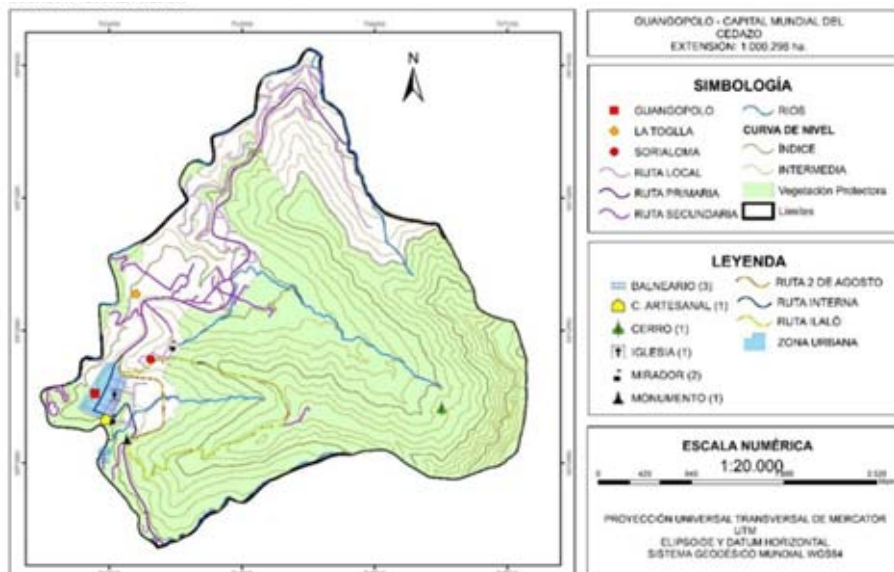 N
GUANGOPOLO - CAPITAL MUNDIAL DEL
CEDAZO
EXTENSIÓN: 1.000.298 ha.
SIMBOLOGÍA
GUANGOPOLO
LA TOGLLA
SORIALOMA
RUTA LOCAL
RUTA PRIMARIA
RUTA SECUNDARIA
RIOS
CURVA DE NIVEL
ÍNDICE
INTERMEDIA
Vegetación Protectora
LEYENDA
BALNEARIO (3)
C. ARTESANAL (1)
CERRO (1)
IGLESIA (1)
MIRADOR (2)
MONUMENTO (1)
RUTA 2 DE AGOSTO
RUTA INTERNA
RUTA ILALÓ
ZONA URBANA
ESCALA NUMÉRICA
1:20.000
0
PROYECCIÓN UNIVERSAL TRANSVERSAL DE MERCATOR
UTM
ELIPSOIDE Y DATUM HORIZONTAL
SISTEMA GEODÉSICO MUNDIAL WGS84